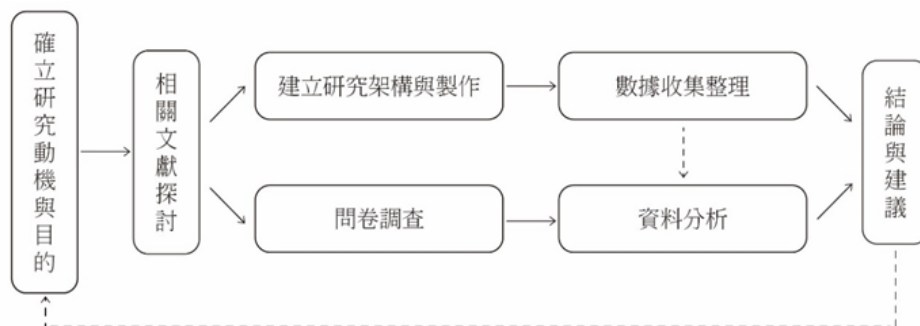 確立研究動機與目的
相關文獻探討
建立研究架構與製作
數據收集整理
問卷調查
資料分析
結論與建議